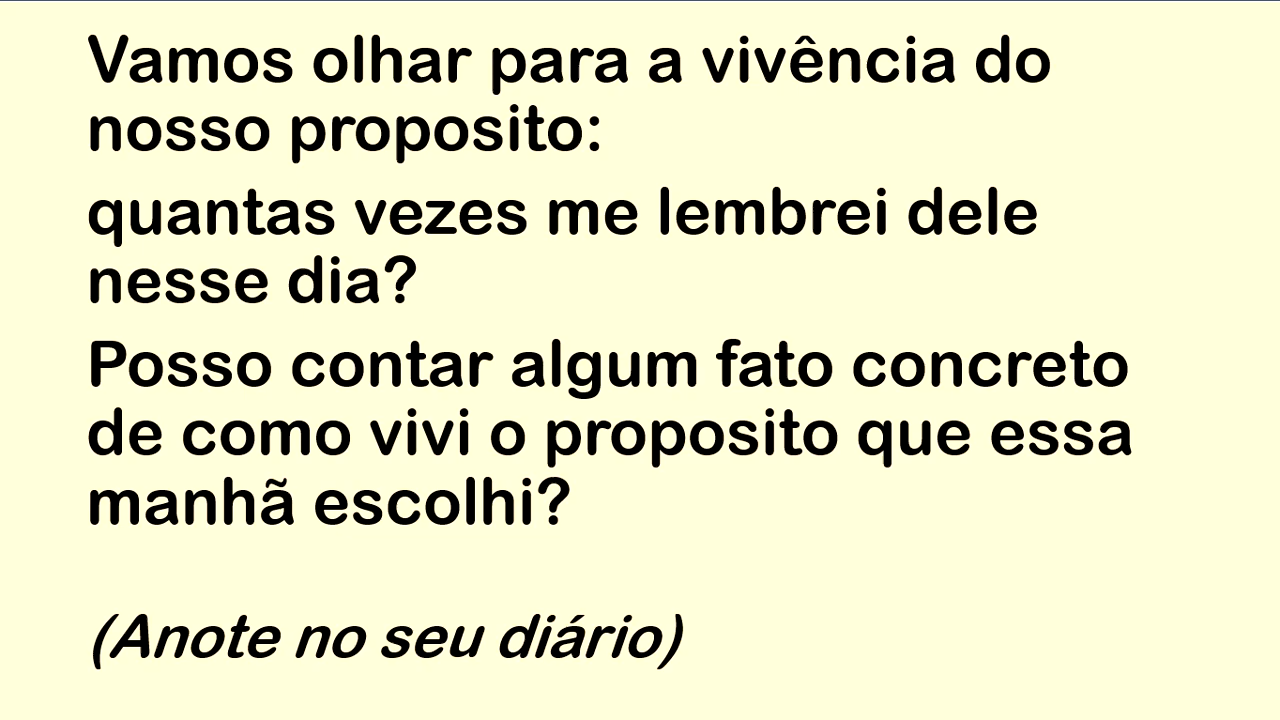 Vamos olhar para a vivência do
nosso proposito:
quantas vezes me lembrei dele
nesse dia?
Posso contar algum fato concreto
de como vivi o proposito que essa
manhã escolhi?
(Anote no seu diário)